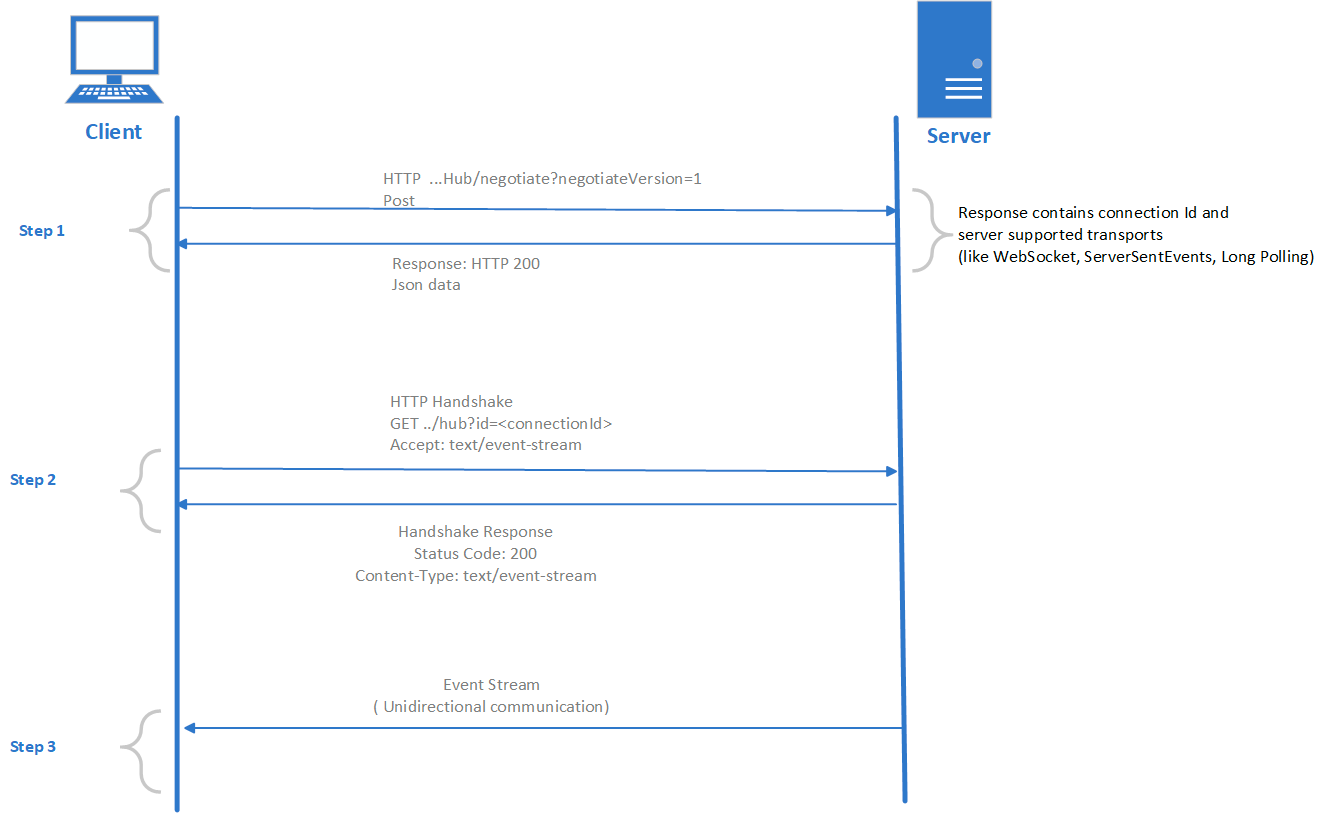 Client
Server
HTTP  ...Hub/negotiate?negotiateVersion=1
Post
Step 1
Response contains connection Id and
server supported transports
(like WebSocket, ServerSentEvents, Long Polling)
Response: HTTP 200
Json data
HTTP Handshake
GET ../hub?id=<connectionId>
Accept: text/event-stream
Step 2
Handshake Response
Status Code: 200
Content-Type: text/event-stream
Event Stream
( Unidirectional communication)
Step 3